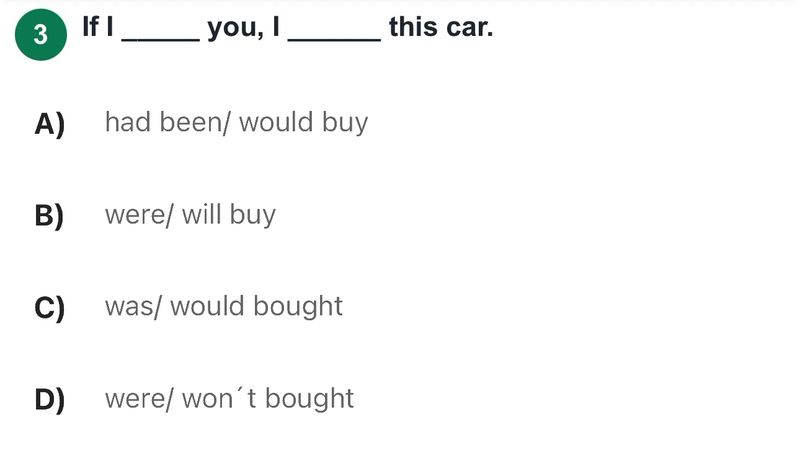 3 If I _____ you, I ______ this car.
A) had been/ would buy
B) were/ will buy
C) was/ would bought
D) were/ won´t bought